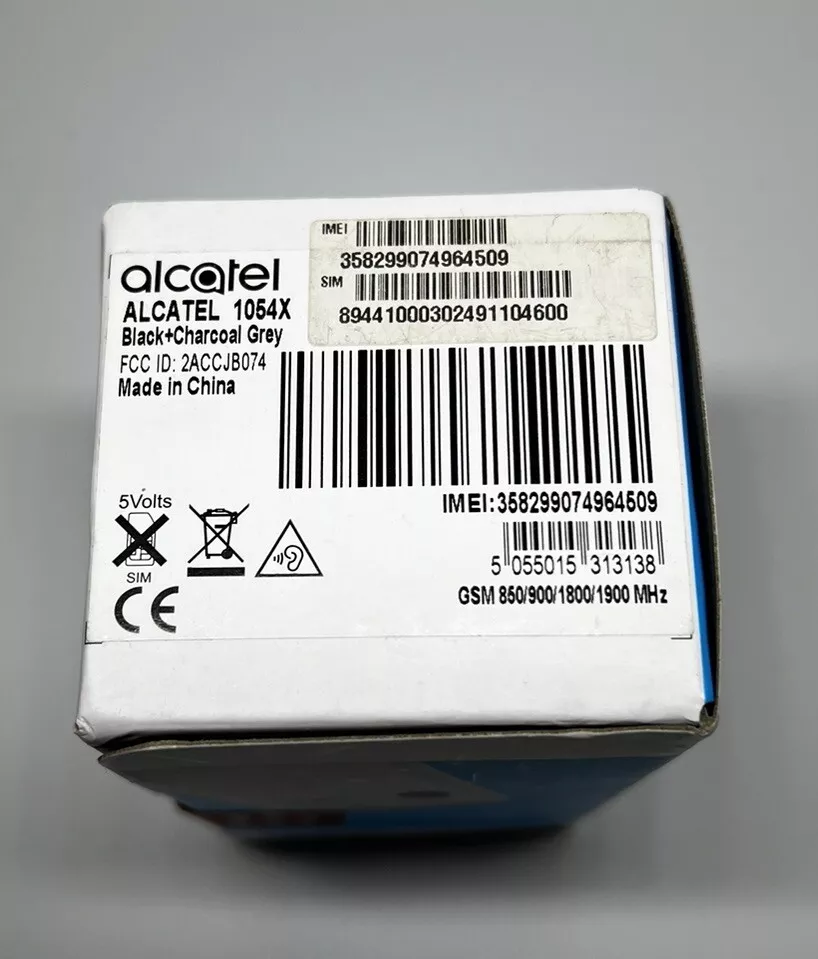 IMEI
358299074964509
SIM
89441000302491104600
alcatel
ALCATEL 1054X
Black+Charcoal Grey
FCC ID: 2ACCJB074
Made in China
IMEI:358299074964509
5Volts
SIM
CE
5 055015 313138
GSM 850/900/1800/1900 MHz